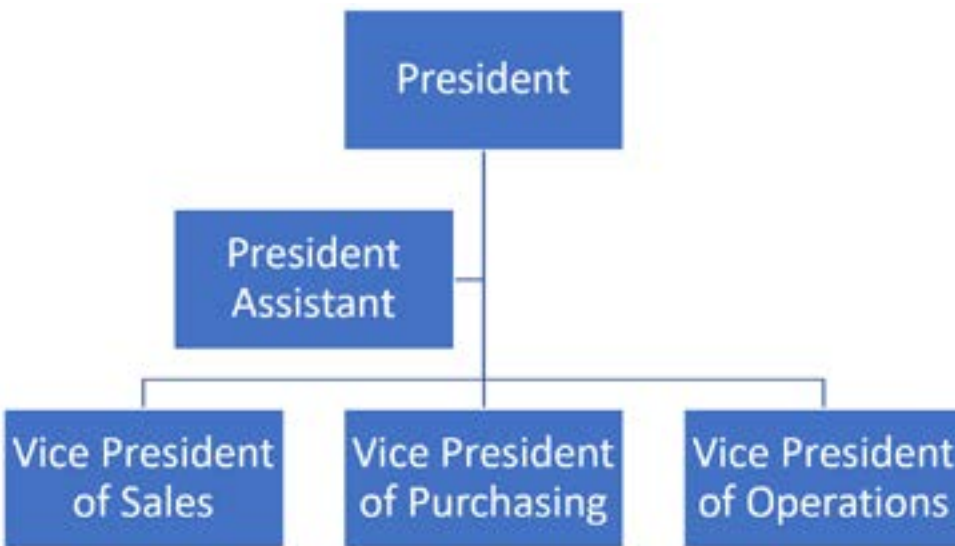 President
President
Assistant
Vice President
of Sales
Vice President
of Purchasing
Vice President
of Operations